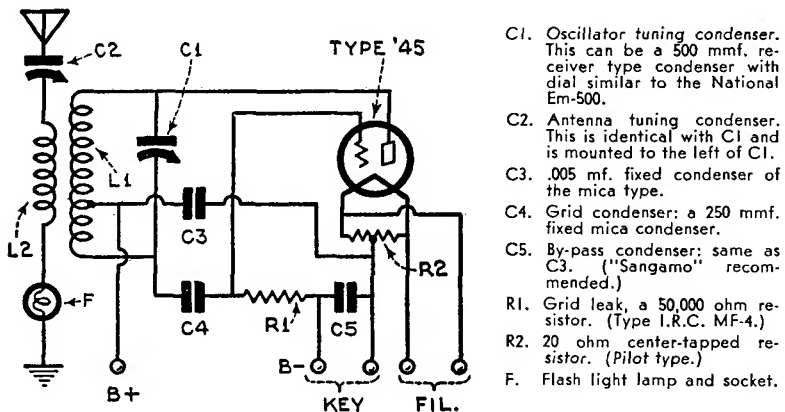 C2
C1
TYPE '45
L1
L2
C3
R2
F
C4
R1
C5
B+
B-
KEY
FIL.
C1. Oscillator tuning condenser.
This can be a 500 mmf. re-
ceiver type condenser with
dial similar to the National
Em-500.
C2. Antenna tuning condenser.
This is identical with C1 and
is mounted to the left of C1.
C3. .005 mf. fixed condenser of
the mica type.
C4. Grid condenser: a 250 mmf.
fixed mica condenser.
C5. By-pass condenser: same as
C3. ("Sangamo" recom-
mended.)
R1. Grid leak, a 50,000 ohm re-
sistor. (Type I.R.C. MF-4.)
R2. 20 ohm center-tapped re-
sistor. (Pilot type.)
F. Flash light lamp and socket.